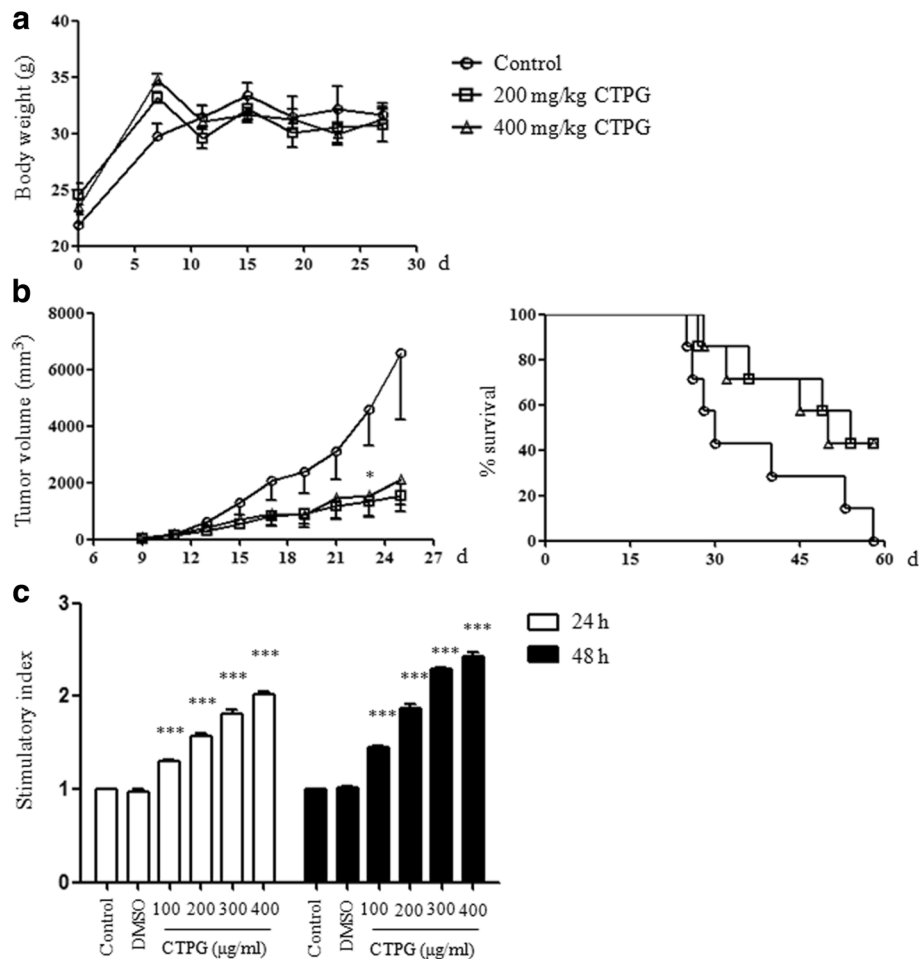 a
Body weight (g)
40
35
30
25
20
0 5 10 15 20 25 30 d
Control
200 mg/kg CTPG
400 mg/kg CTPG
b
Tumor volume (mm³)
8000
6000
4000
2000
0
*
6 9 12 15 18 21 24 27 d
% survival
100
80
60
40
20
0
0 15 30 45 60 d
c
Stimulatory index
3
2
1
0
*** *** *** ***
*** *** *** ***
24 h
48 h
Control DMSO 100 200 300 400
CTPG (μg/ml)
Control DMSO 100 200 300 400
CTPG (μg/ml)